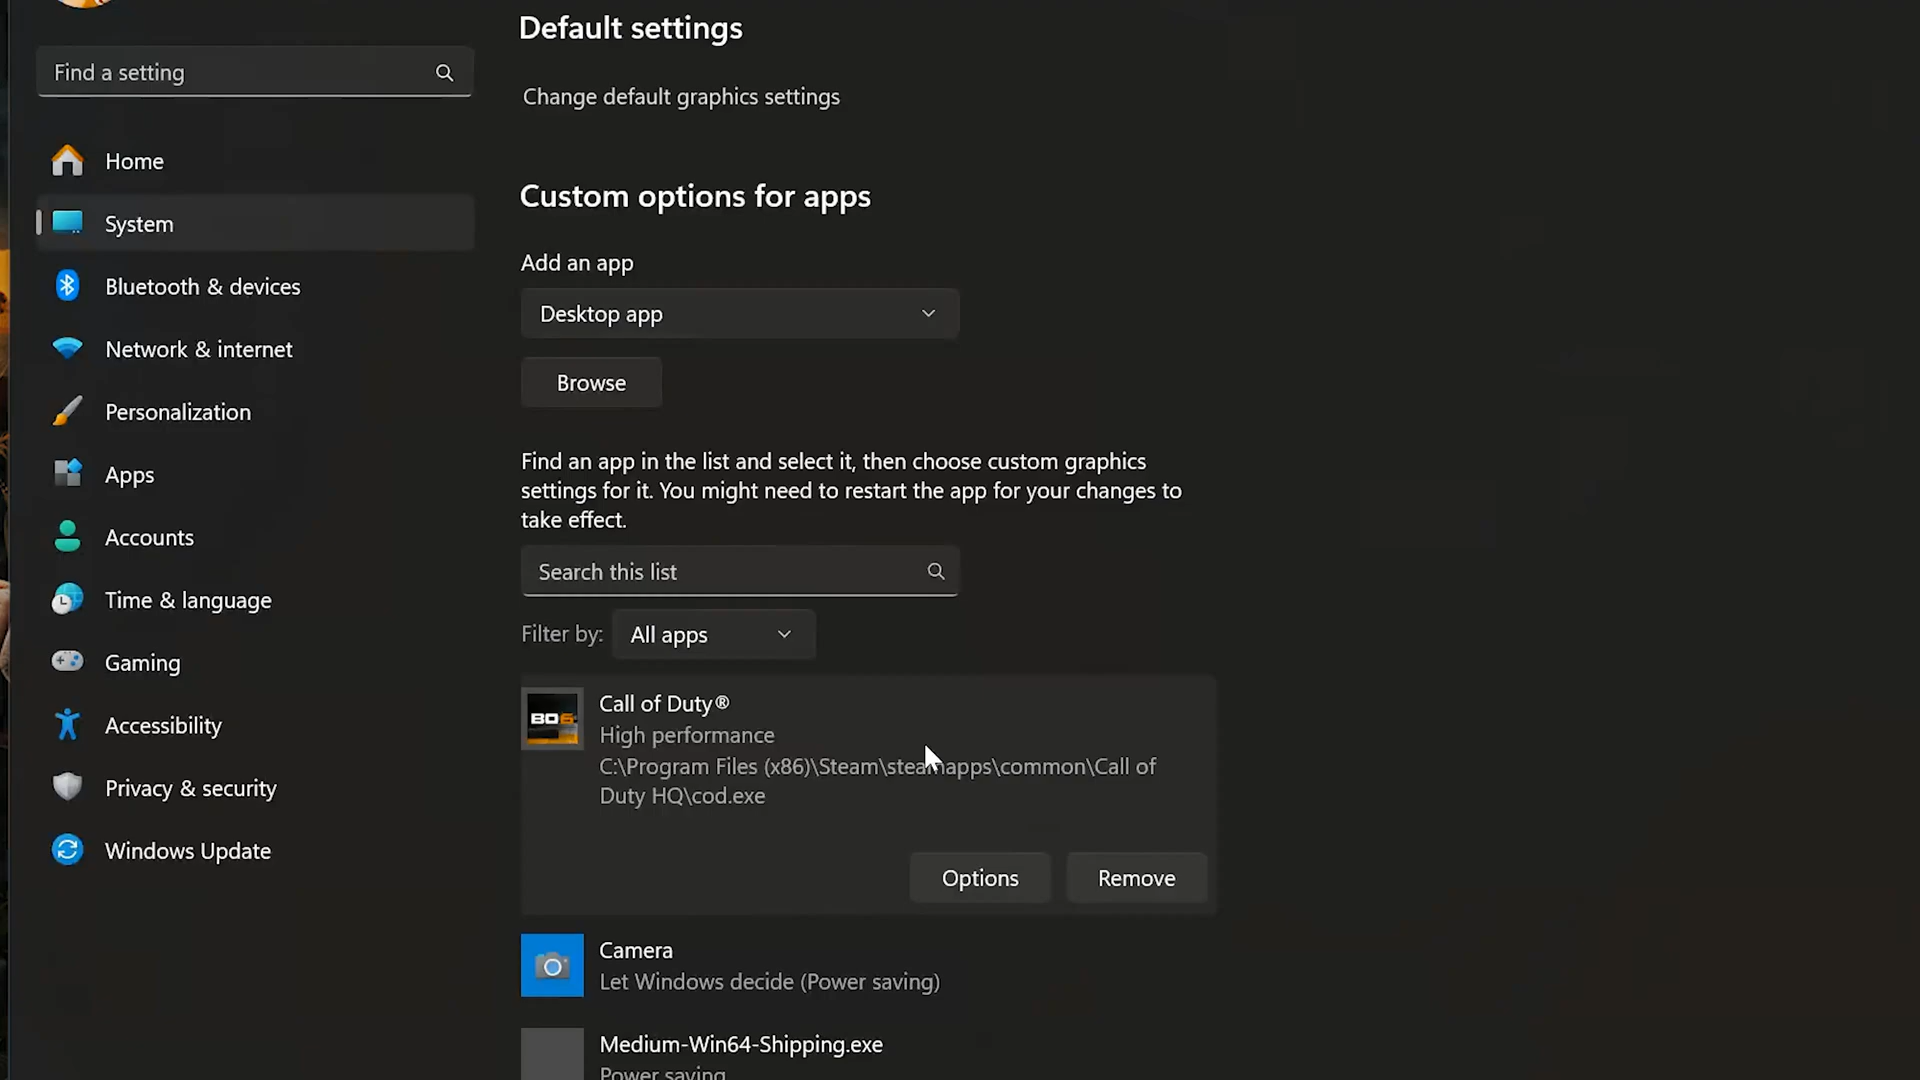 Default settings
Find a setting
Change default graphics settings
Home
System
Bluetooth & devices
Network & internet
Personalization
Apps
Accounts
Time & language
Gaming
Accessibility
Privacy & security
Windows Update
Custom options for apps
Add an app
Desktop app
Browse
Find an app in the list and select it, then choose custom graphics
settings for it. You might need to restart the app for your changes to
take effect.
Search this list
Filter by: All apps
BO6
Call of Duty®
High performance
C:\Program Files (x86)\Steam\steamapps\common\Call of
Duty HQ\cod.exe
Options Remove
Camera
Let Windows decide (Power saving)
Medium-Win64-Shipping.exe
Power saving